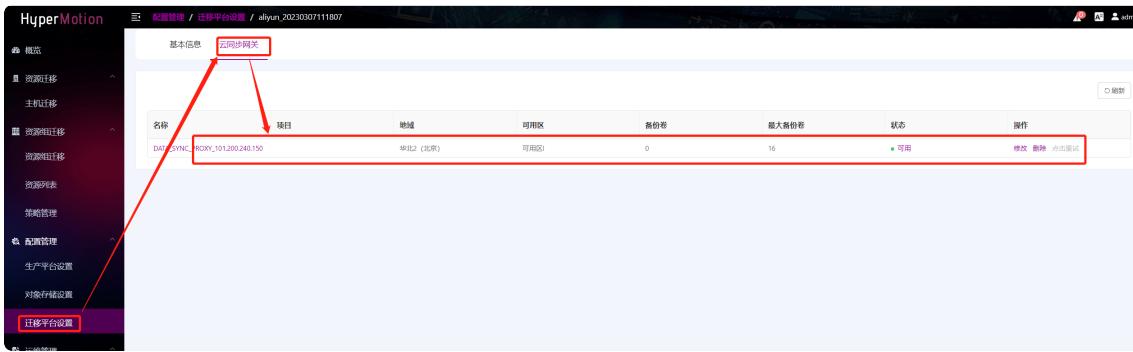 HyperMotion
配置管理 / 迁移平台设置 / aliyun_20230307111807
adm
概览
资源迁移
主机迁移
资源组迁移
资源组迁移
资源列表
策略管理
配置管理
生产平台设置
对象存储设置
迁移平台设置
运维管理
基本信息 云同步网关
刷新
名称 项目 地域 可用区 备份卷 最大备份卷 状态 操作
DATA_SYNC_PROXY_101.200.240.150 华北2 (北京) 可用区I 0 16 可用 修改 删除 点击重试